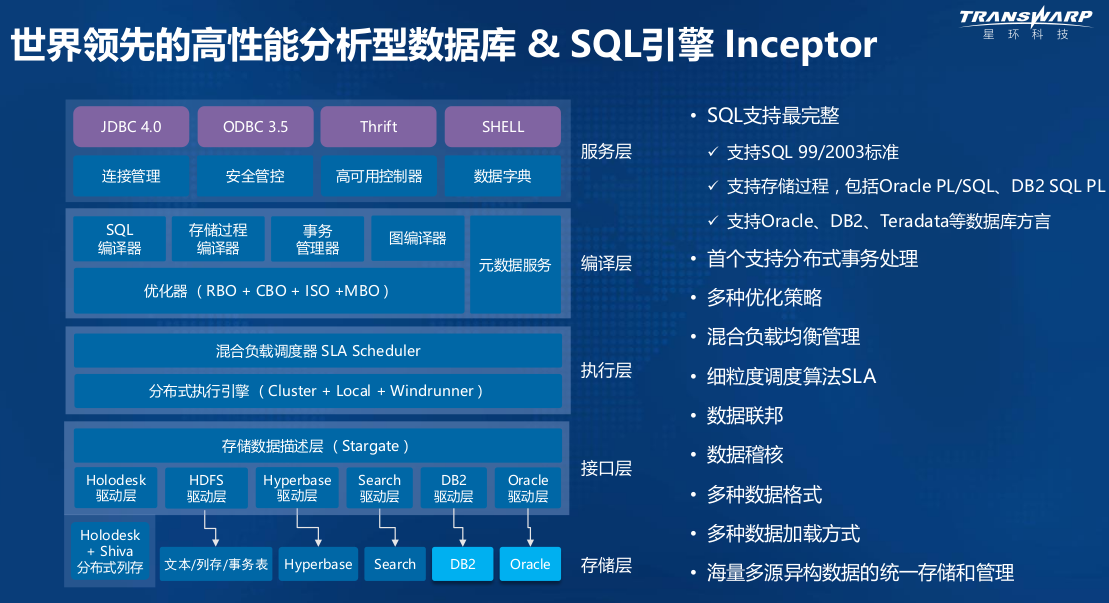 TRANSWARP
星环科技
世界领先的高性能分析型数据库 & SQL引擎 Inceptor
JDBC 4.0
ODBC 3.5
Thrift
SHELL
连接管理
安全管控
高可用控制器
数据字典
服务层
SQL
编译器
存储过程
编译器
事务
管理器
图编译器
元数据服务
优化器（RBO + CBO + ISO +MBO）
编译层
混合负载调度器 SLA Scheduler
分布式执行引擎（Cluster + Local + Windrunner）
执行层
存储数据描述层（Stargate）
Holodesk
驱动层
HDFS
驱动层
Hyperbase
驱动层
Search
驱动层
DB2
驱动层
Oracle
驱动层
接口层
Holodesk
+ Shiva
分布式列存
文本/列存/事务表
Hyperbase
Search
DB2
Oracle
存储层
• SQL支持最完整
✓ 支持SQL 99/2003标准
✓ 支持存储过程，包括Oracle PL/SQL、DB2 SQL PL
✓ 支持Oracle、DB2、Teradata等数据库方言
• 首个支持分布式事务处理
• 多种优化策略
• 混合负载均衡管理
• 细粒度调度算法SLA
• 数据联邦
• 数据稽核
• 多种数据格式
• 多种数据加载方式
• 海量多源异构数据的统一存储和管理